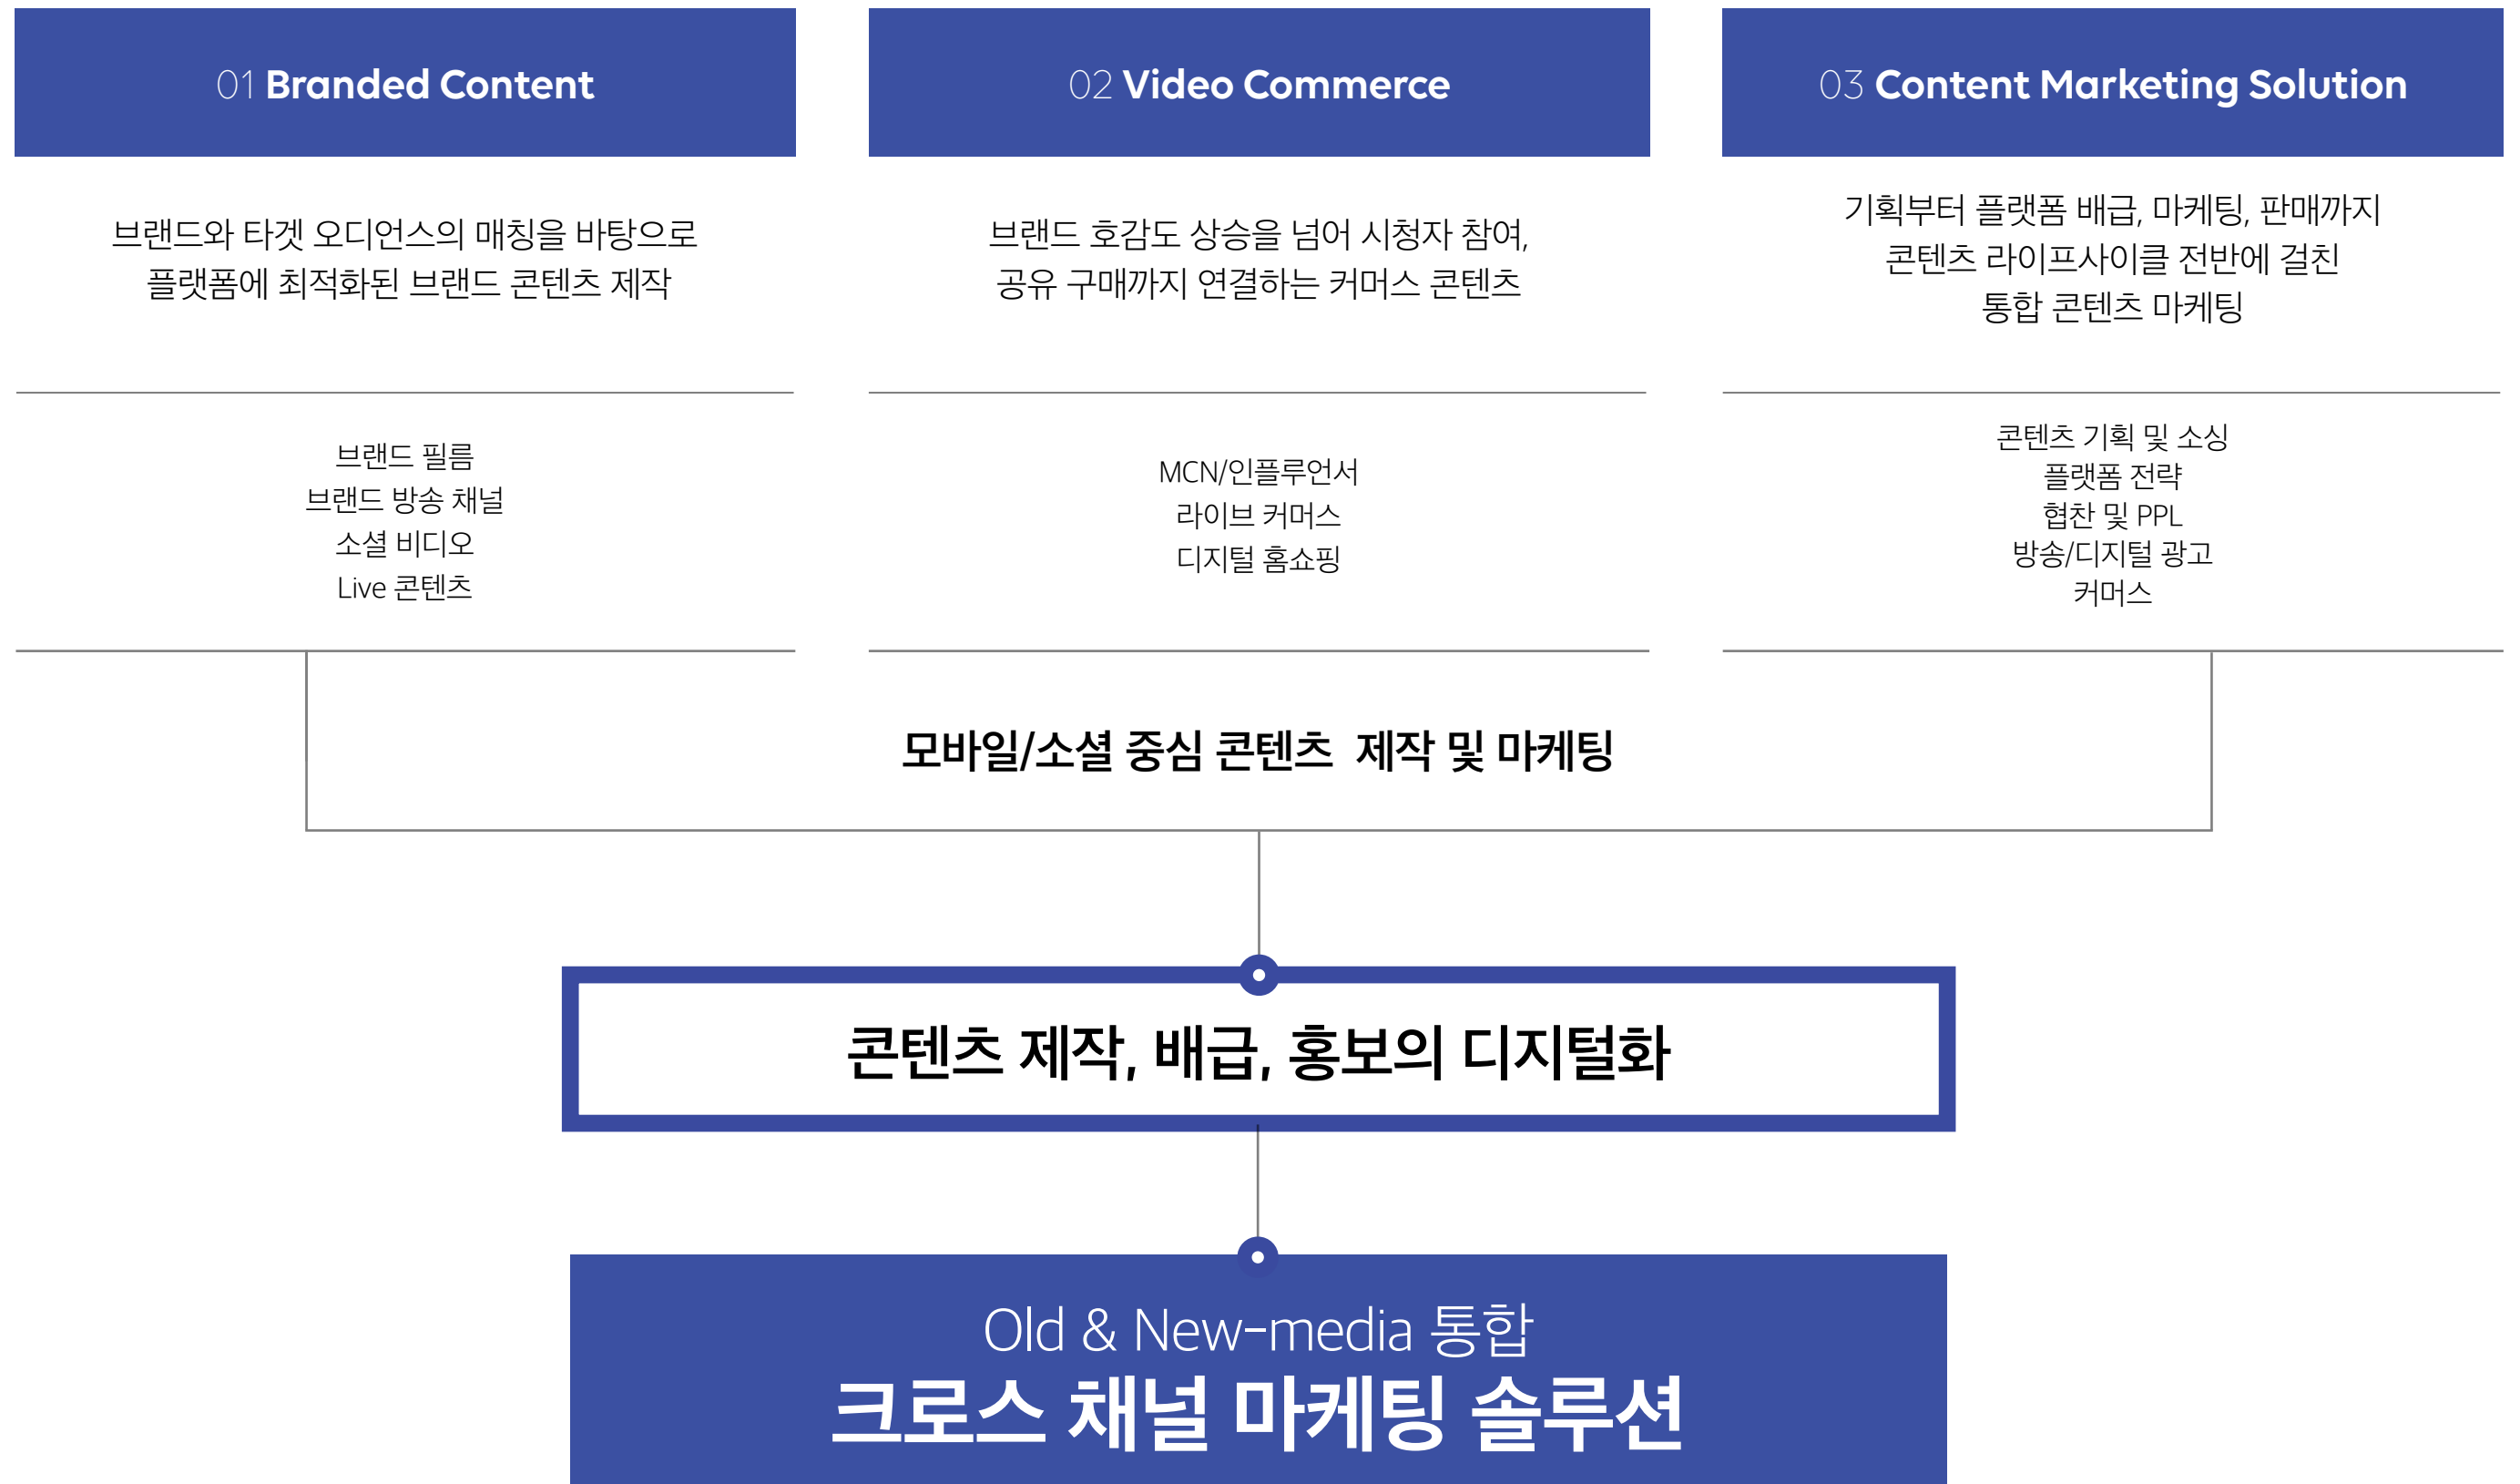 01 Branded Content
브랜드와 타겟 오디언스의 매칭을 바탕으로
플랫폼에 최적화된 브랜드 콘텐츠 제작
브랜드 필름
브랜드 방송 채널
소셜 비디오
Live 콘텐츠
02 Video Commerce
브랜드 호감도 상승을 넘어 시청자 참여,
공유 구매까지 연결하는 커머스 콘텐츠
MCN/인플루언서
라이브 커머스
디지털 홈쇼핑
03 Content Marketing Solution
기획부터 플랫폼 배급, 마케팅, 판매까지
콘텐츠 라이프사이클 전반에 걸친
통합 콘텐츠 마케팅
콘텐츠 기획 및 소싱
플랫폼 전략
협찬 및 PPL
방송/디지털 광고
커머스
모바일/소셜 중심 콘텐츠 제작 및 마케팅
콘텐츠 제작, 배급, 홍보의 디지털화
Old & New-media 통합
크로스 채널 마케팅 솔루션